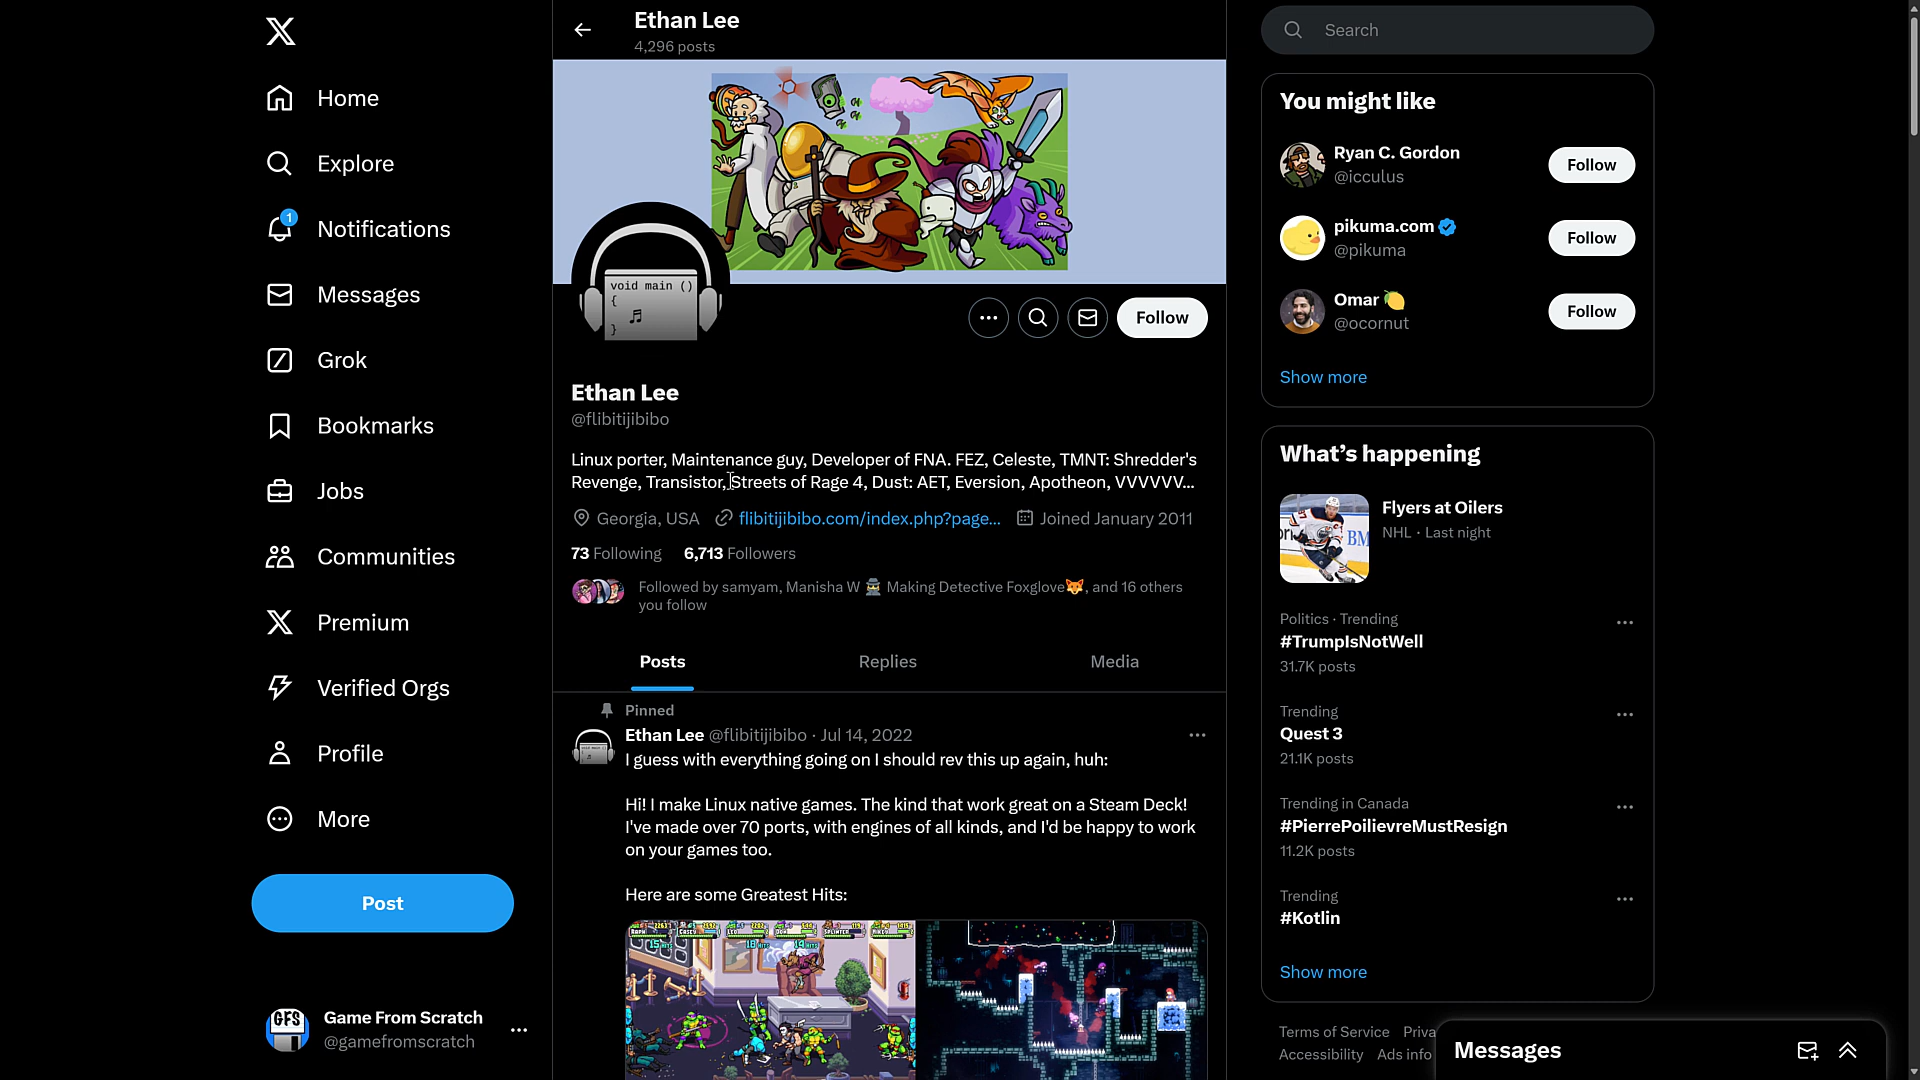 Home
Explore
1
Notifications
Messages
Grok
Bookmarks
Jobs
Communities
Premium
Verified Orgs
Profile
More
Post
Game From Scratch
@gamefromscratch
GFS
Ethan Lee
4,296 posts
void main ()
{
}
Follow
Ethan Lee
@flibitijibibo
Linux porter, Maintenance guy, Developer of FNA. FEZ, Celeste, TMNT: Shredder's
Revenge, Transistor, Streets of Rage 4, Dust: AET, Eversion, Apotheon, VVVVVV...
Georgia, USA flibitijibibo.com/index.php?page... Joined January 2011
73 Following 6,713 Followers
Followed by samyam, Manisha W 🕵 Making Detective Foxglove🦊, and 16 others
you follow
Posts Replies Media
Pinned
Ethan Lee @flibitijibibo · Jul 14, 2022
I guess with everything going on I should rev this up again, huh:
Hi! I make Linux native games. The kind that work great on a Steam Deck!
I've made over 70 ports, with engines of all kinds, and I'd be happy to work
on your games too.
Here are some Greatest Hits:
Search
You might like
Ryan C. Gordon
@icculus
Follow
pikuma.com
@pikuma
Follow
Omar 🍋
@ocornut
Follow
Show more
What's happening
Flyers at Oilers
NHL · Last night
Politics · Trending
#TrumpIsNotWell
31.7K posts
Trending
Quest 3
21.1K posts
Trending in Canada
#PierrePoilievreMustResign
11.2K posts
Trending
#Kotlin
Show more
Terms of Service Priva
Accessibility Ads info
Messages